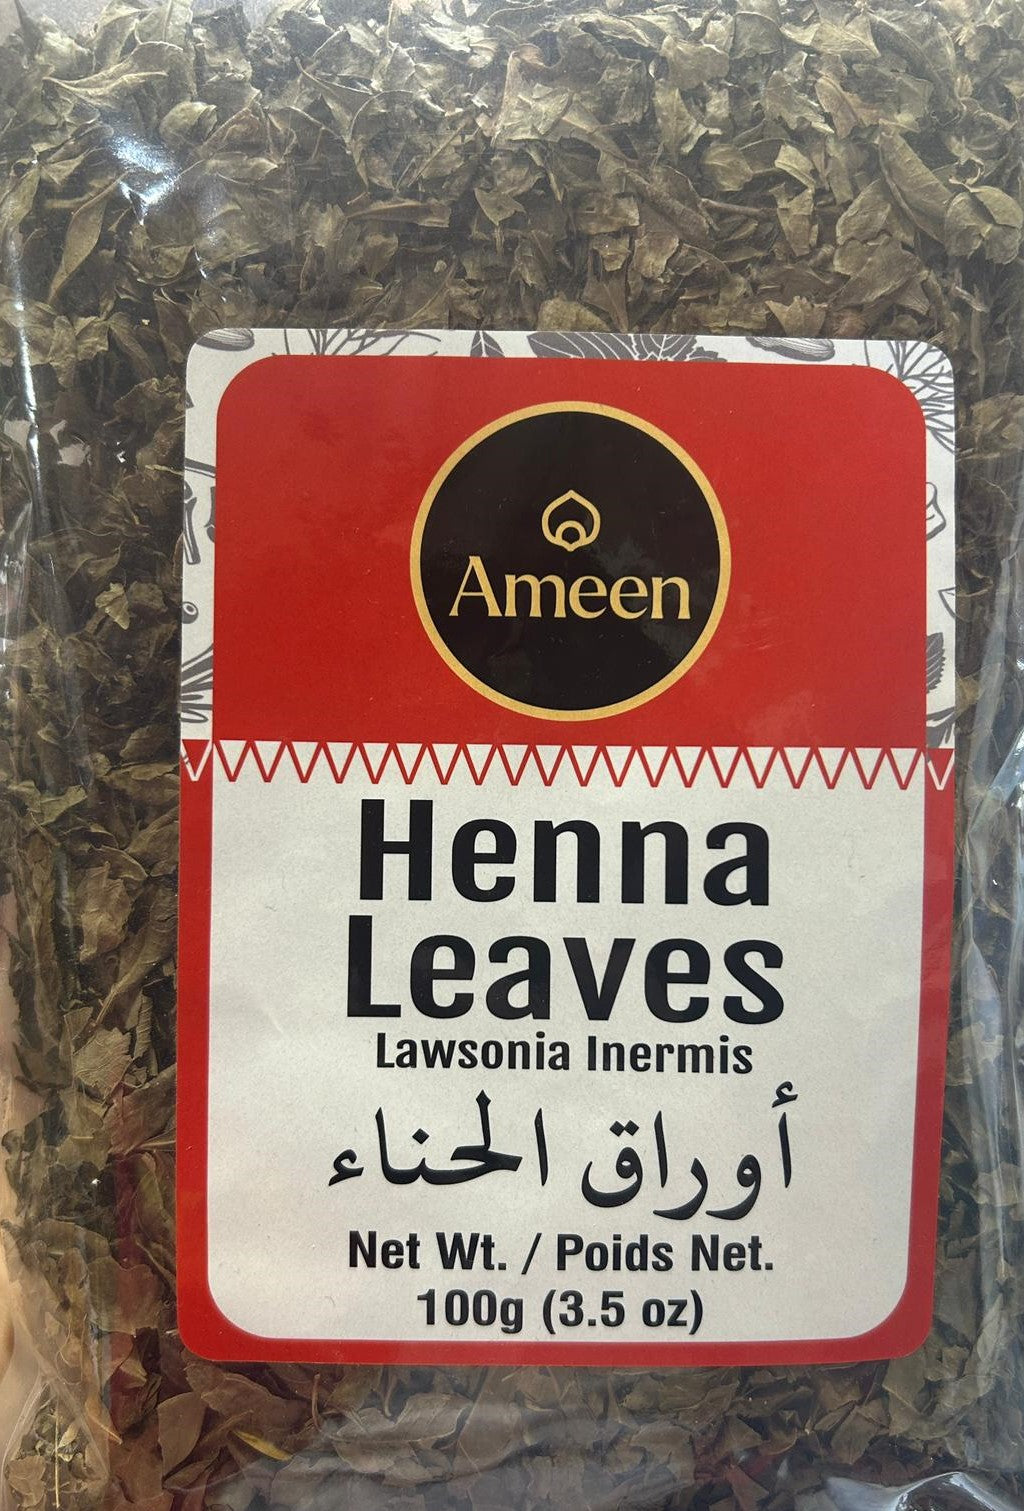 Ameen
Henna
Leaves
Lawsonia Inermis
أوراق الحناء
Net Wt. / Poids Net.
100g (3.5 oz)